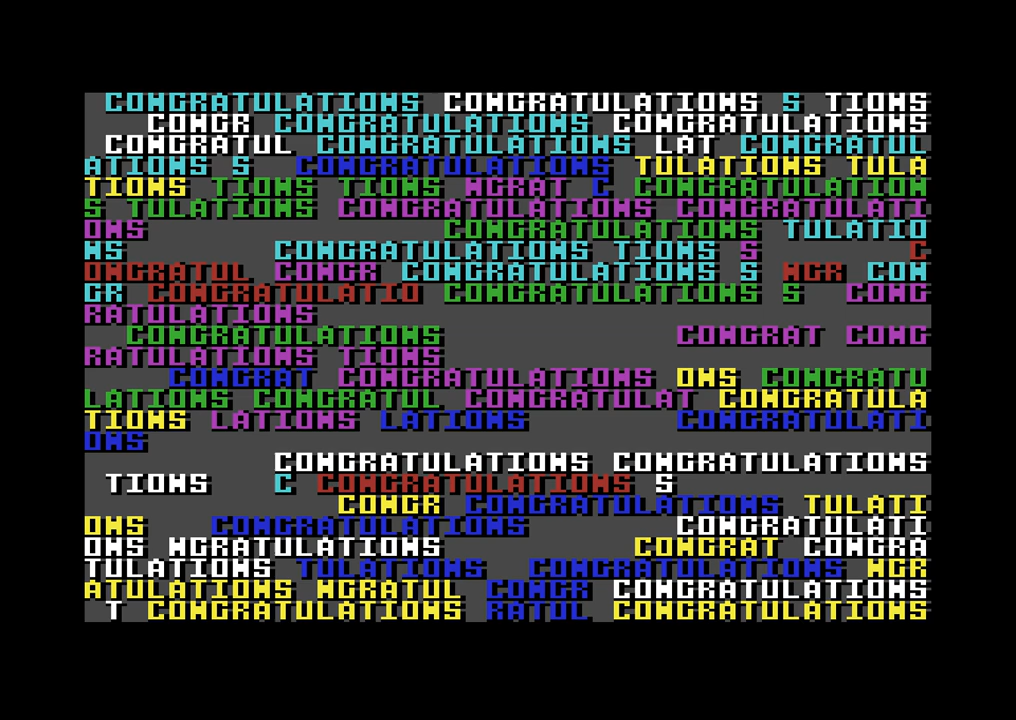 CONGRATULATIONS CONGRATULATIONS S TIONS
CONGR CONGRATULATIONS CONGRATULATIONS
CONGRATUL CONGRATULATIONS LAT CONGRATUL
ATIONS S CONGRATULATIONS TULATIONS TULA
TIONS TIONS TIONS NGRAT C CONGRATULATION
S TULATIONS CONGRATULATIONS CONGRATULATI
ONS CONGRATULATIONS TULATIO
NS CONGRATULATIONS TIONS S C
ONGRATUL CONGR CONGRATULATIONS S NGR CON
GR CONGRATULATIO CONGRATULATIONS S CONG
RATULATIONS
CONGRATULATIONS CONGRAT CONG
RATULATIONS TIONS
CONGRAT CONGRATULATIONS ONS CONGRATU
LATIONS CONGRATUL CONGRATULAT CONGRATULA
TIONS LATIONS LATIONS CONGRATULATI
ONS
CONGRATULATIONS CONGRATULATIONS
TIONS C CONGRATULATIONS S
CONGR CONGRATULATIONS TULATI
ONS CONGRATULATIONS CONGRATULATI
ONS NGRATULATIONS CONGRAT CONGRA
TULATIONS TULATIONS CONGRATULATIONS NGR
ATULATIONS NGRATUL CONGR CONGRATULATIONS
T CONGRATULATIONS RATUL CONGRATULATIONS